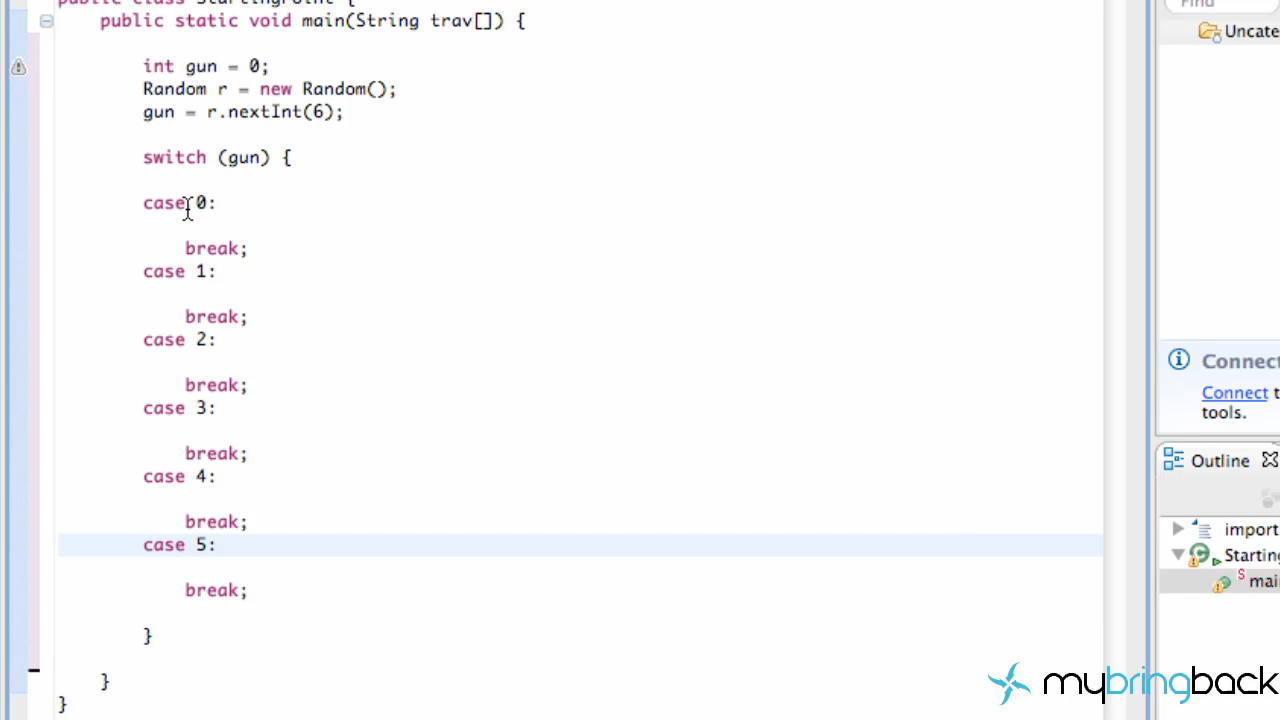 public class StartingPoint {
public static void main(String trav[]) {
int gun = 0;
Random r = new Random();
gun = r.nextInt(6);
switch (gun) {
case 0:
break;
case 1:
break;
case 2:
break;
case 3:
break;
case 4:
break;
case 5:
break;
}
}
}
Find
Uncate
Connect
Connect t
tools.
Outline
import
Starting
main
mybringback